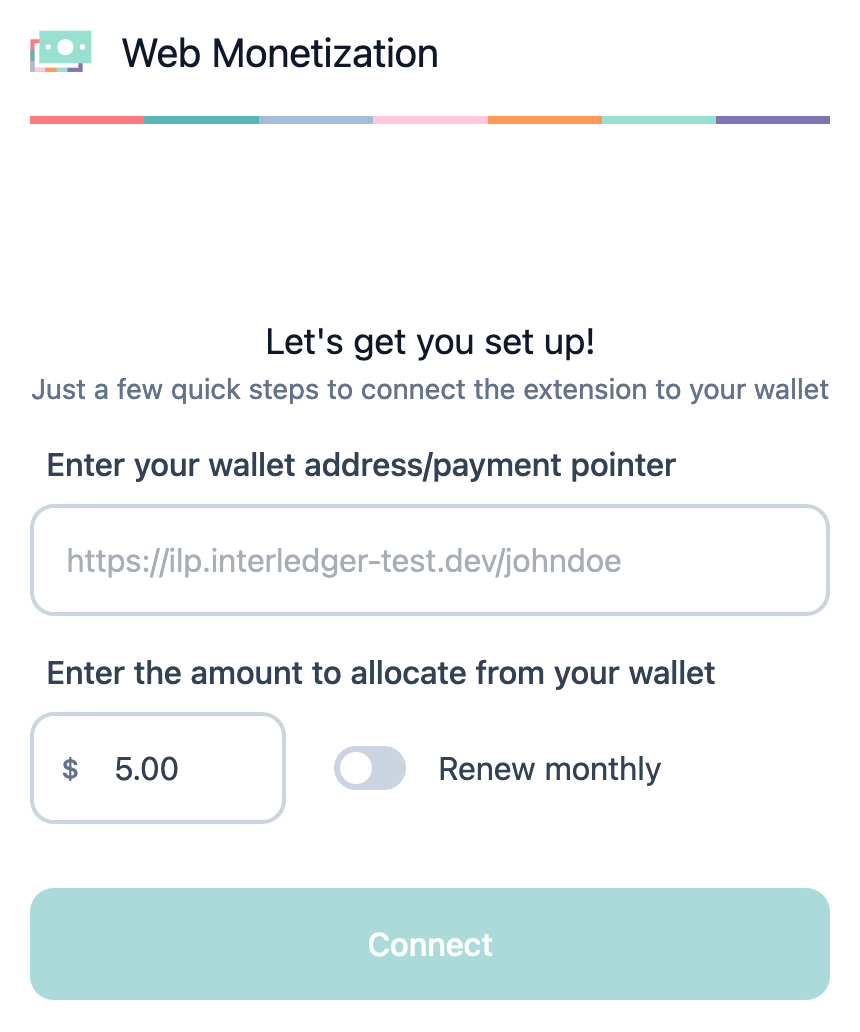 Web Monetization
Let's get you set up!
Just a few quick steps to connect the extension to your wallet
Enter your wallet address/payment pointer
https://ilp.interledger-test.dev/johndoe
Enter the amount to allocate from your wallet
$ 5.00 Renew monthly
Connect